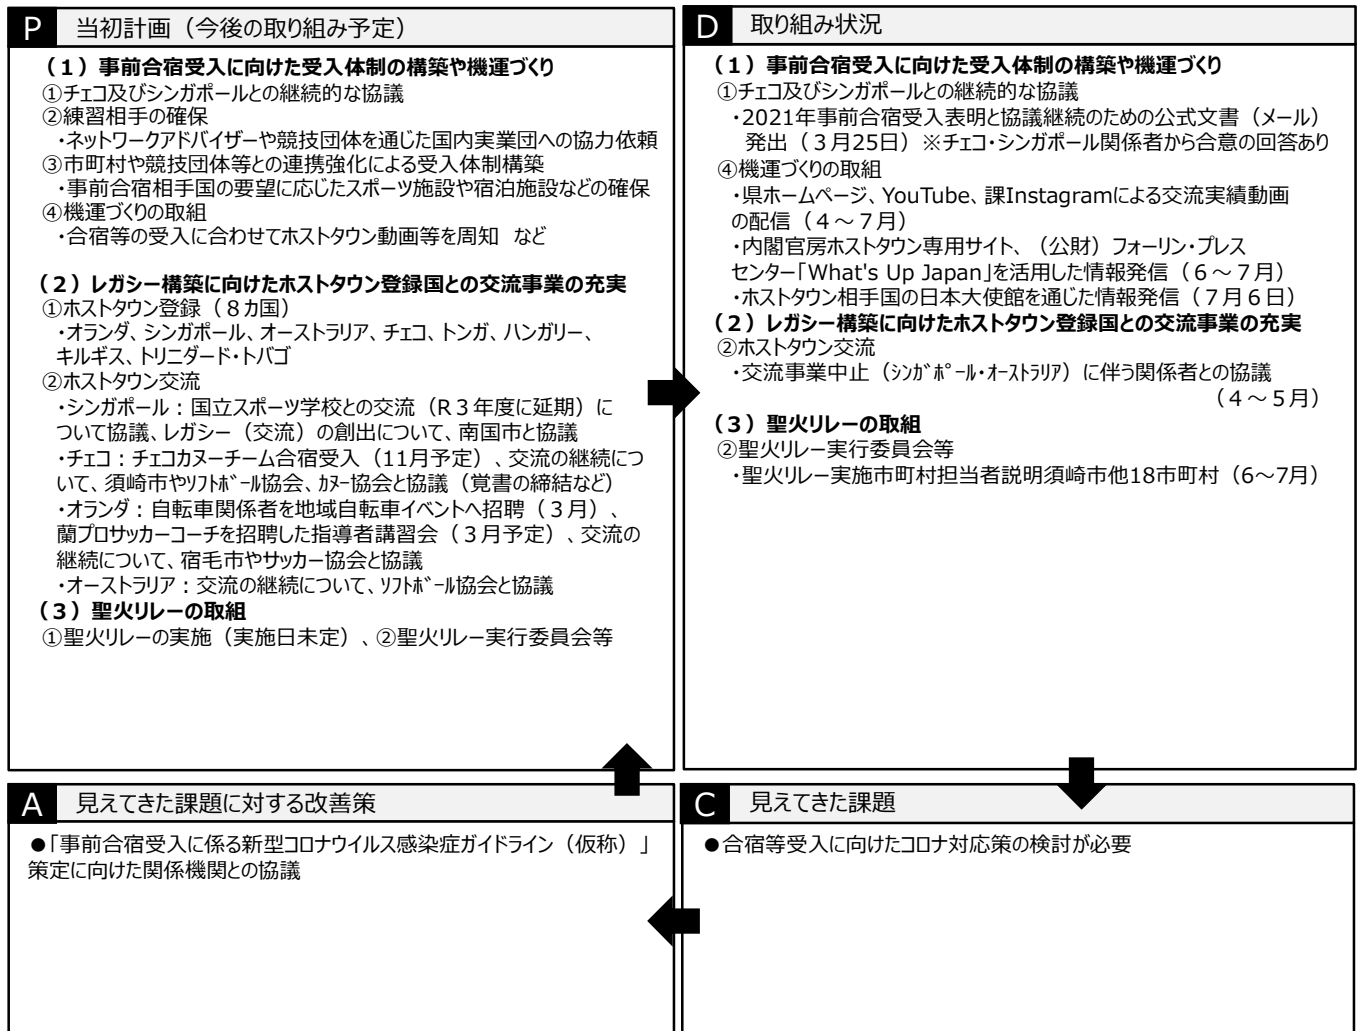 P 当初計画（今後の取り組み予定）
（1）事前合宿受入に向けた受入体制の構築や機運づくり
①チェコ及びシンガポールとの継続的な協議
②練習相手の確保
・ネットワークアドバイザーや競技団体を通じた国内実業団への協力依頼
③市町村や競技団体等との連携強化による受入体制構築
・事前合宿相手国の要望に応じたスポーツ施設や宿泊施設などの確保
④機運づくりの取組
・合宿等の受入に合わせてホストタウン動画等を周知 など
（2）レガシー構築に向けたホストタウン登録国との交流事業の充実
①ホストタウン登録（８カ国）
・オランダ、シンガポール、オーストラリア、チェコ、トンガ、ハンガリー、
キルギス、トリニダード・トバゴ
②ホストタウン交流
・シンガポール：国立スポーツ学校との交流（R３年度に延期）に
ついて協議、レガシー（交流）の創出について、南国市と協議
・チェコ：チェコカヌーチーム合宿受入（11月予定）、交流の継続につ
いて、須崎市やｿﾌﾄﾎﾞｰﾙ協会、ｶﾇｰ協会と協議（覚書の締結など）
・オランダ：自転車関係者を地域自転車イベントへ招聘（３月）、
蘭プロサッカーコーチを招聘した指導者講習会（３月予定）、交流の
継続について、宿毛市やサッカー協会と協議
・オーストラリア：交流の継続について、ｿﾌﾄﾎﾞｰﾙ協会と協議
（3）聖火リレーの取組
①聖火リレーの実施（実施日未定）、②聖火リレー実行委員会等
D 取り組み状況
（1）事前合宿受入に向けた受入体制の構築や機運づくり
①チェコ及びシンガポールとの継続的な協議
・2021年事前合宿受入表明と協議継続のための公式文書（メール）
発出（３月25日）※チェコ・シンガポール関係者から合意の回答あり
④機運づくりの取組
・県ホームページ、YouTube、課Instagramによる交流実績動画
の配信（４～７月）
・内閣官房ホストタウン専用サイト、（公財）フォーリン・プレス
センター「What's Up Japan」を活用した情報発信（６～７月）
・ホストタウン相手国の日本大使館を通じた情報発信（７月６日）
（2）レガシー構築に向けたホストタウン登録国との交流事業の充実
②ホストタウン交流
・交流事業中止（ｼﾝｶﾞﾎﾟｰﾙ・ｵｰｽﾄﾗﾘｱ）に伴う関係者との協議
（４～５月）
（3）聖火リレーの取組
②聖火リレー実行委員会等
・聖火リレー実施市町村担当者説明須崎市他18市町村（6～7月）
A 見えてきた課題に対する改善策
●「事前合宿受入に係る新型コロナウイルス感染症ガイドライン（仮称）」
策定に向けた関係機関との協議
C 見えてきた課題
●合宿等受入に向けたコロナ対応策の検討が必要